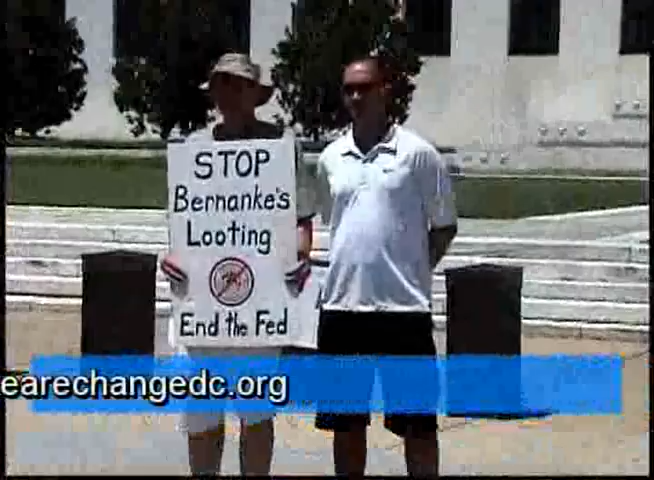 STOP
Bernanke's
Looting
End the Fed
earechangedc.org